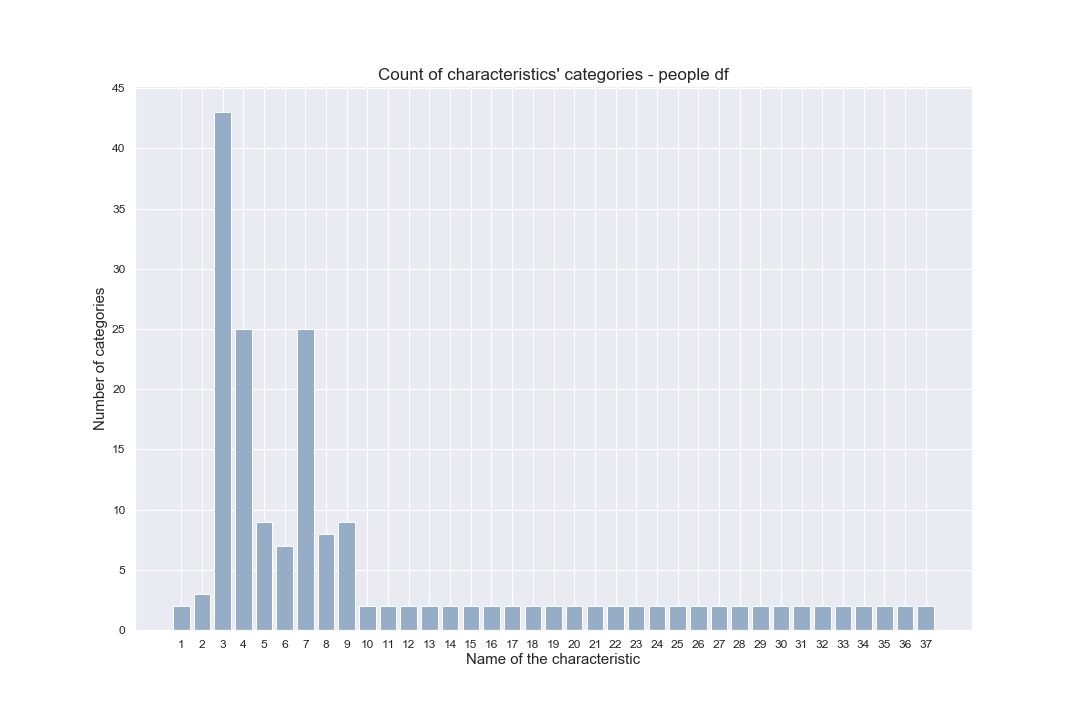 Count of characteristics' categories - people df
45
40
35
30
25
20
15
10
5
0
Number of categories
1 2 3 4 5 6 7 8 9 10 11 12 13 14 15 16 17 18 19 20 21 22 23 24 25 26 27 28 29 30 31 32 33 34 35 36 37
Name of the characteristic